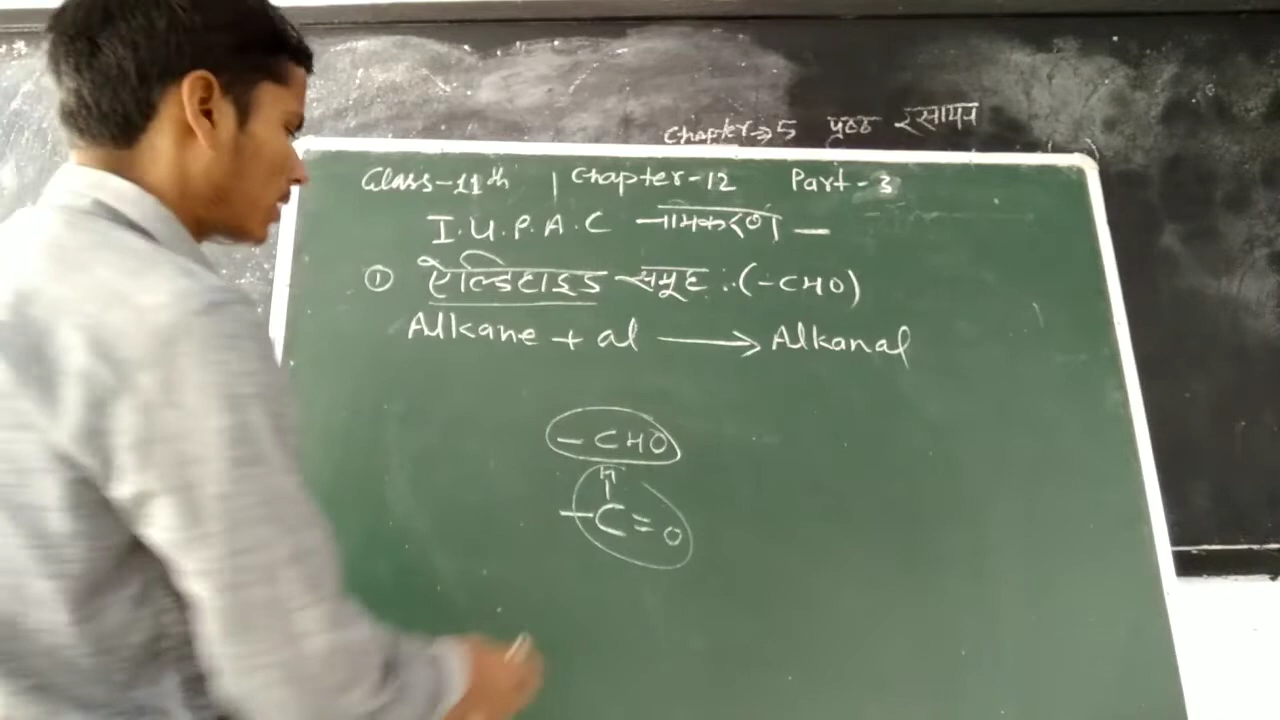 Chapter→5 पृष्ठ रसायन
Class-11th | Chapter-12 Part-3
I.U.P.A.C नामकरण —
① एल्डिहाइड समूह :(-CHO)
Alkane + al ⟶ Alkanal
-CHO
H
-C=O